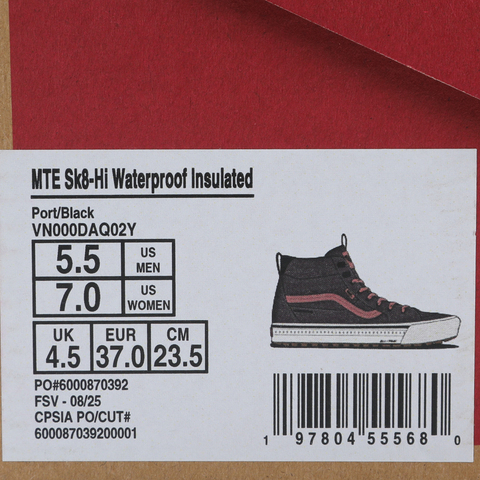 MTE Sk8-Hi Waterproof Insulated
Port/Black
VN000DAQ02Y
5.5 US MEN
7.0 US WOMEN
UK EUR CM
4.5 37.0 23.5
PO#6000870392
FSV - 08/25
CPSIA PO/CUT#
600087039200001
1 97804 55568 0